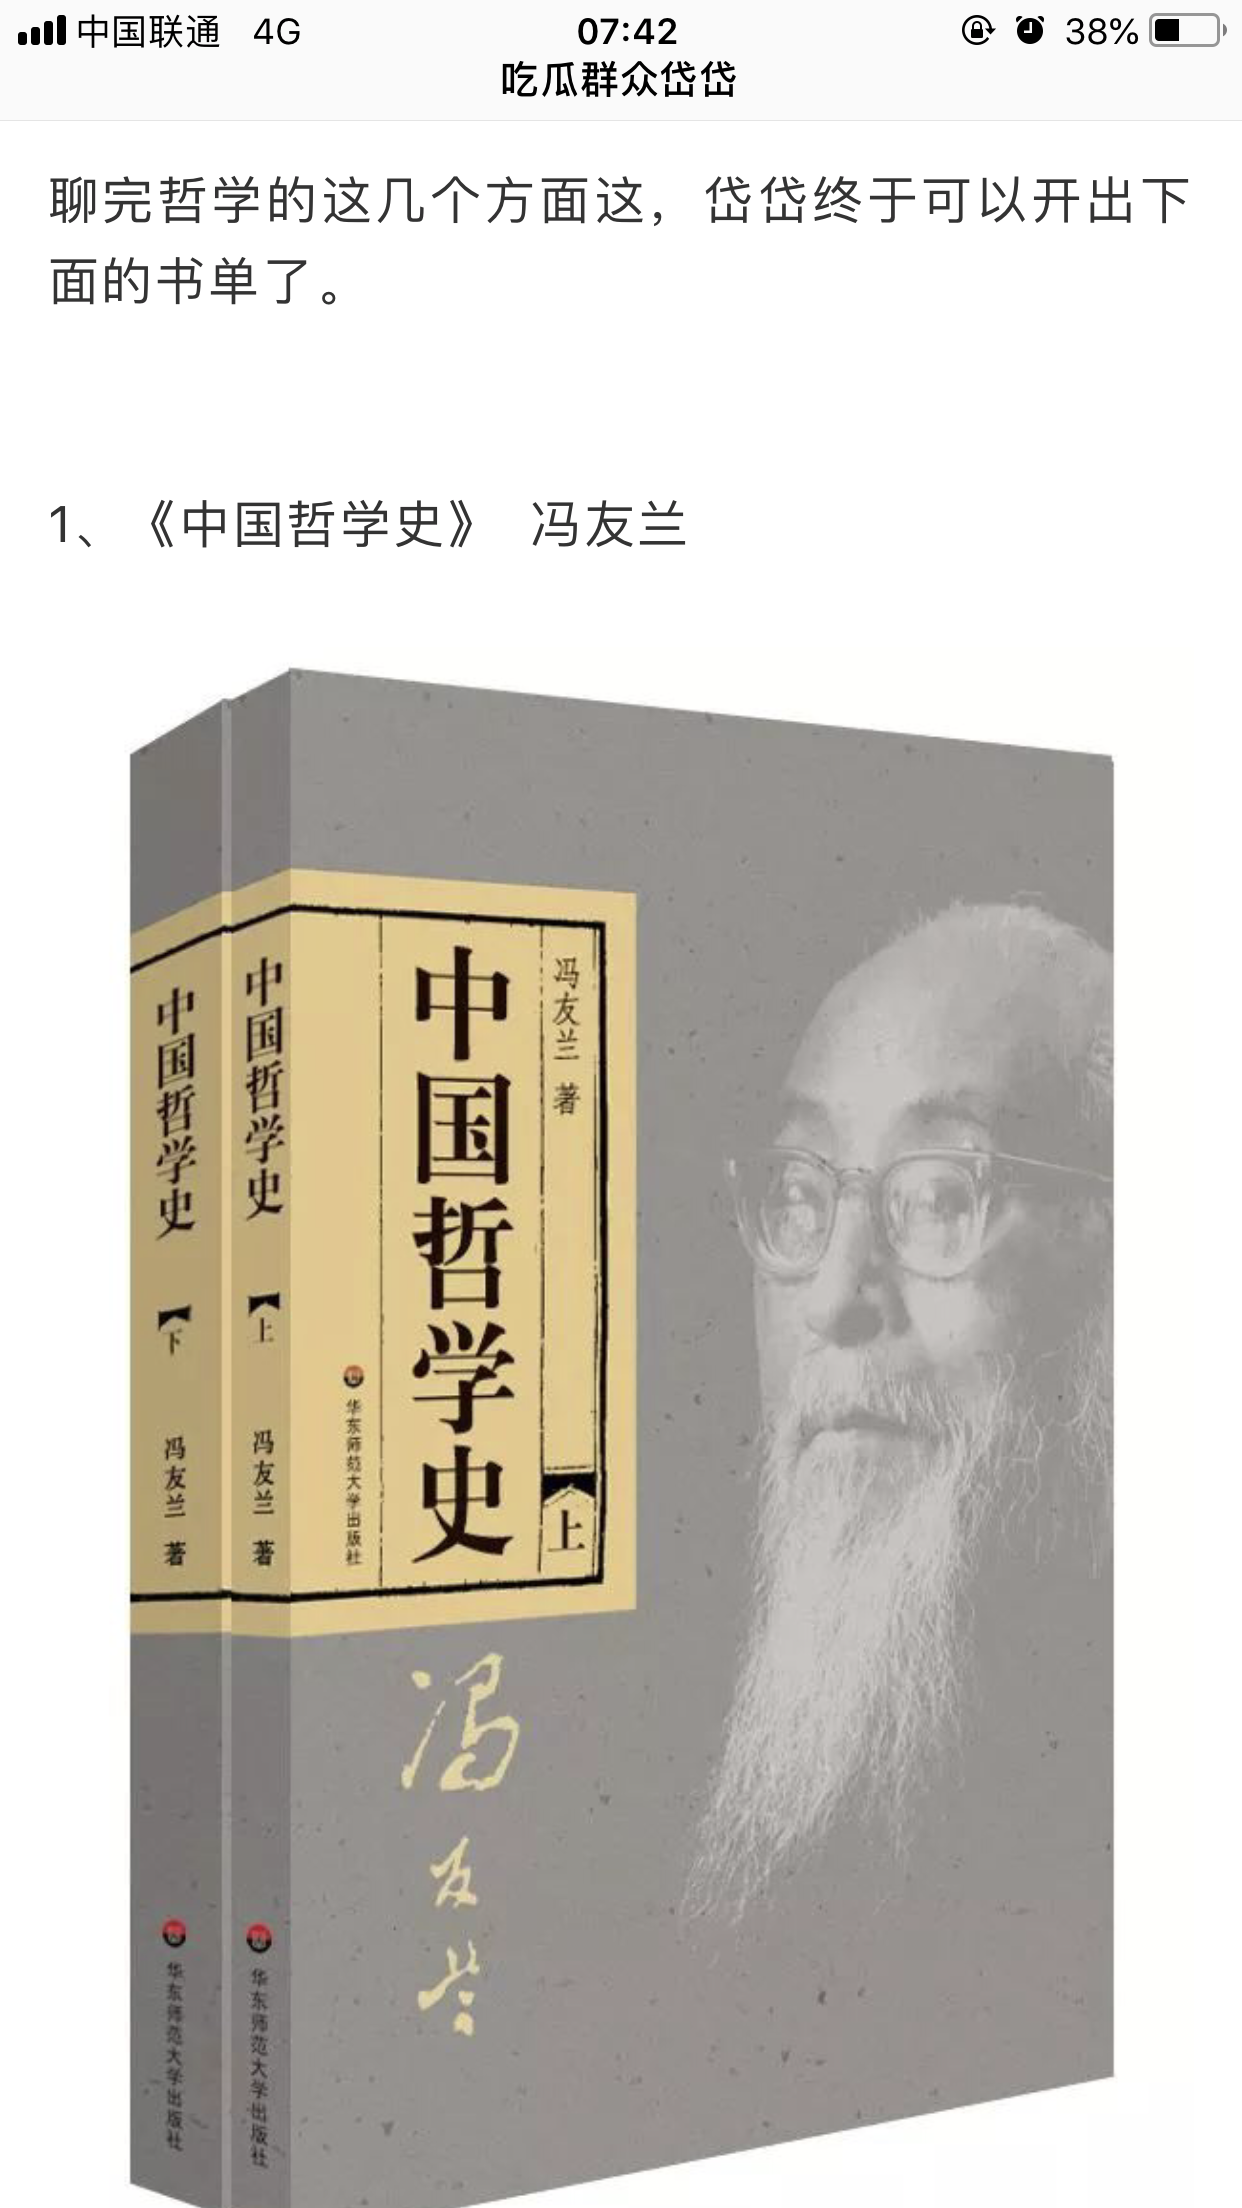 中国联通 4G 07:42 38%
吃瓜群众岱岱
聊完哲学的这几个方面这，岱岱终于可以开出下
面的书单了。
1、《中国哲学史》 冯友兰
中国哲学史
下
冯友兰 著
华东师范大学出版社
中国哲学史
上
冯友兰 著
华东师范大学出版社
冯友兰 著
上
中国哲学史
华东师范大学出版社
冯友兰